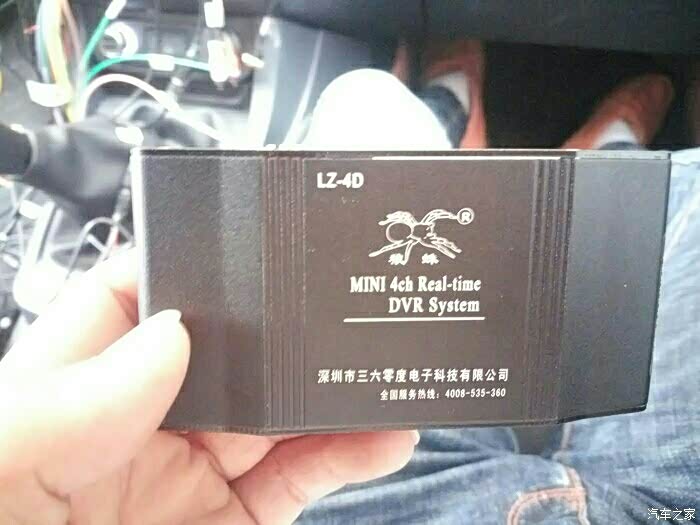 LZ-4D
®
狼蛛
MINI 4ch Real-time
DVR System
深圳市三六零度电子科技有限公司
全国服务热线：4008-535-360
汽车之家